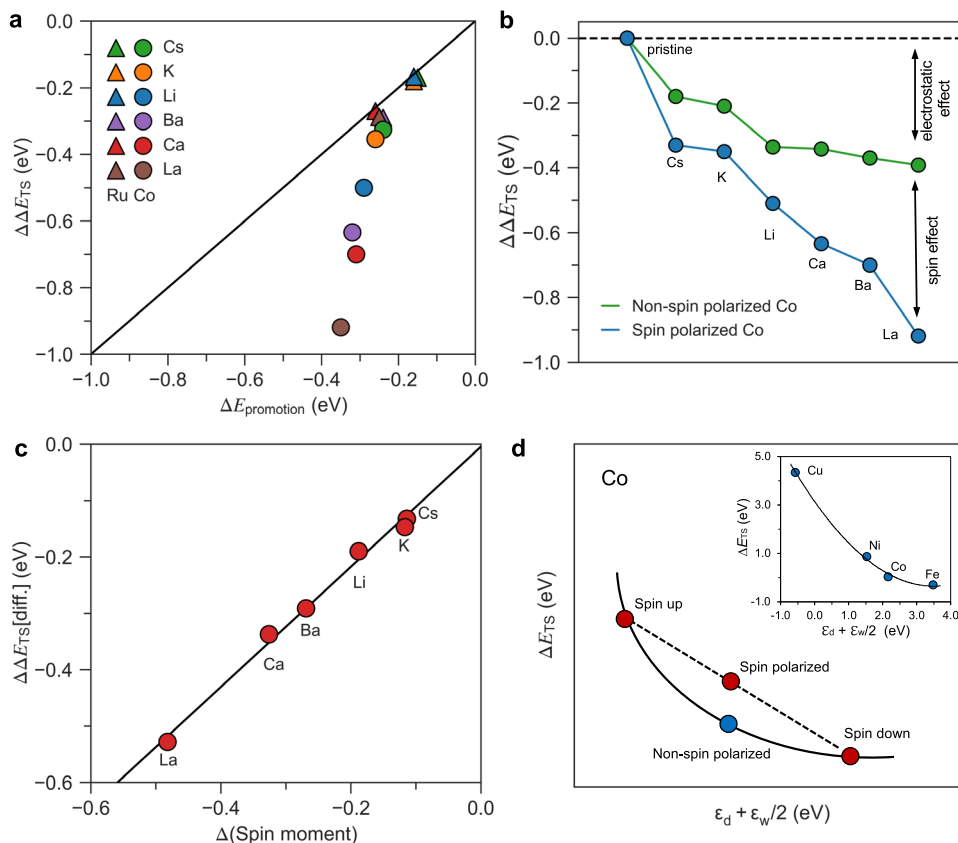 a
0.0
−0.2
−0.4
−0.6
−0.8
−1.0
ΔΔE_TS (eV)
Cs
K
Li
Ba
Ca
La
Ru Co
−1.0 −0.8 −0.6 −0.4 −0.2 0.0
ΔE_promotion (eV)
b
0.0
−0.2
−0.4
−0.6
−0.8
−1.0
ΔΔE_TS (eV)
pristine
Cs
K
Li
Ca
Ba
La
electrostatic
effect
spin effect
Non-spin polarized Co
Spin polarized Co
c
0.0
−0.2
−0.4
−0.6
ΔΔE_TS[diff.] (eV)
Cs
K
Li
Ba
Ca
La
−0.6 −0.4 −0.2 0.0
Δ(Spin moment)
d
Co
ΔE_TS (eV)
Spin up
Spin polarized
Non-spin polarized
Spin down
ε_d + ε_w/2 (eV)
5.0
3.0
1.0
-1.0
ΔE_TS (eV)
Cu
Ni
Co
Fe
-1.0 0.0 1.0 2.0 3.0 4.0
ε_d + ε_w/2 (eV)